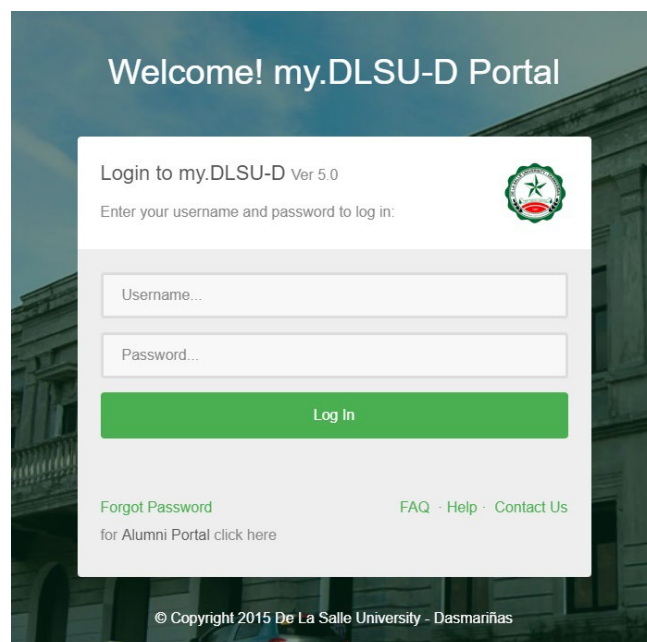 Welcome! my.DLSU-D Portal
Login to my.DLSU-D Ver 5.0
Enter your username and password to log in:
Username...
Password...
Log In
Forgot Password
FAQ · Help · Contact Us
for Alumni Portal click here
© Copyright 2015 De La Salle University - Dasmariñas